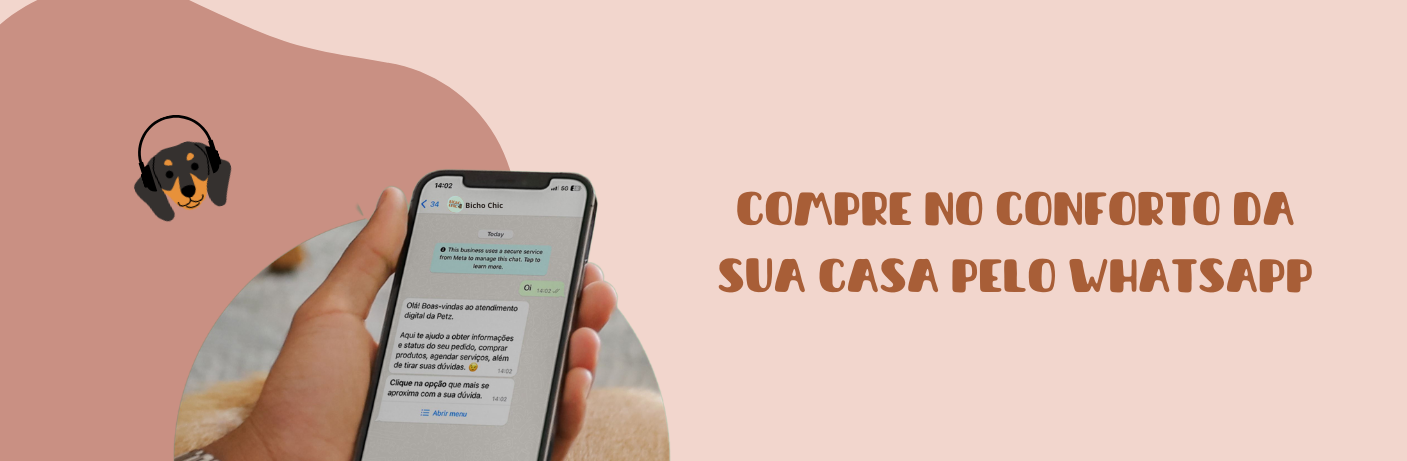 14:02
5G
34
Bicho Chic
Today
This business uses a secure service
from Meta to manage this chat. Tap to
learn more.
Oi 14:02
Olá! Boas-vindas ao atendimento
digital da Petz.
Aqui te ajudo a obter informações
e status do seu pedido, comprar
produtos, agendar serviços, além
de tirar suas dúvidas. 😉
14:02
Clique na opção que mais se
aproxima com a sua dúvida.
14:02
Abrir menu
COMPRE NO CONFORTO DA
SUA CASA PELO WHATSAPP